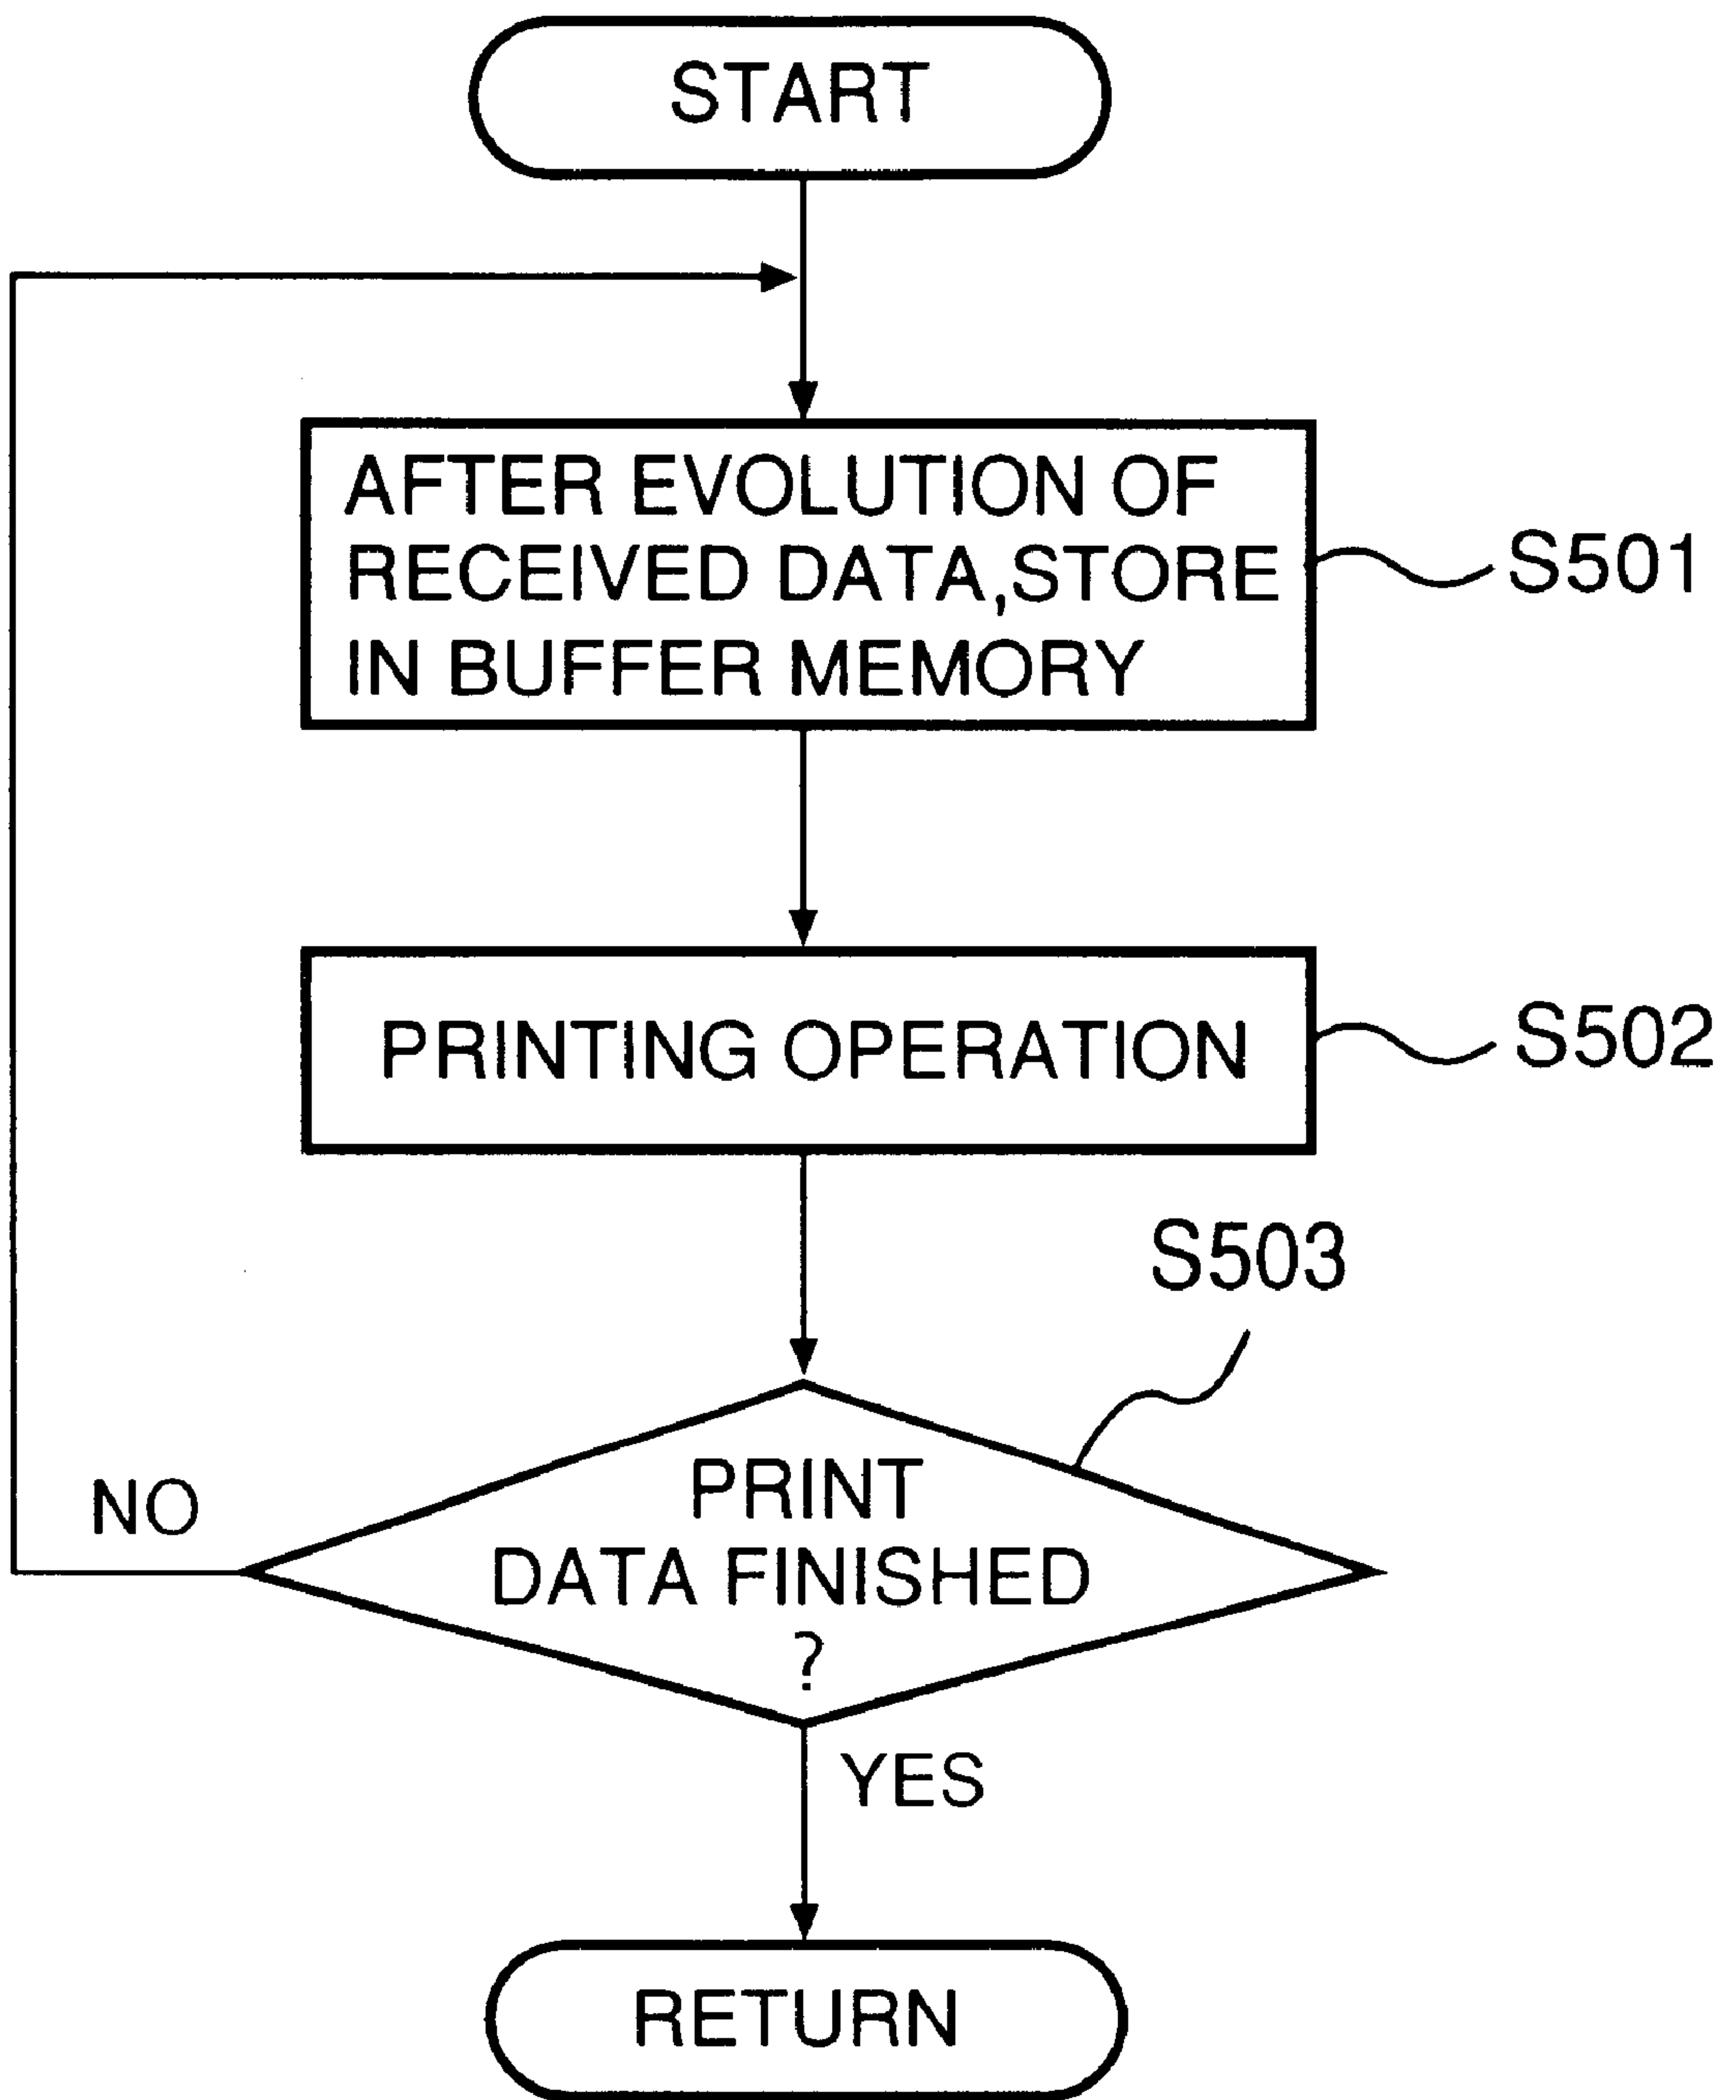 START
AFTER EVOLUTION OF
RECEIVED DATA,STORE
IN BUFFER MEMORY
S501
PRINTING OPERATION
S502
S503
PRINT
DATA FINISHED
?
NO
YES
RETURN